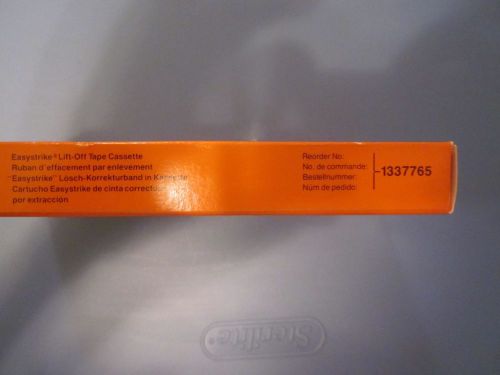 Easystrike® Lift-Off Tape Cassette
Ruban d'effacement par enlevement
"Easystrike" Lösch-Korrekturband in Kassette
Cartucho Easystrike de cinta correctora
por extracción
Reorder No:
No. de commande:
Bestellnummer:
Núm de pedido:
1337765
Sterilite®